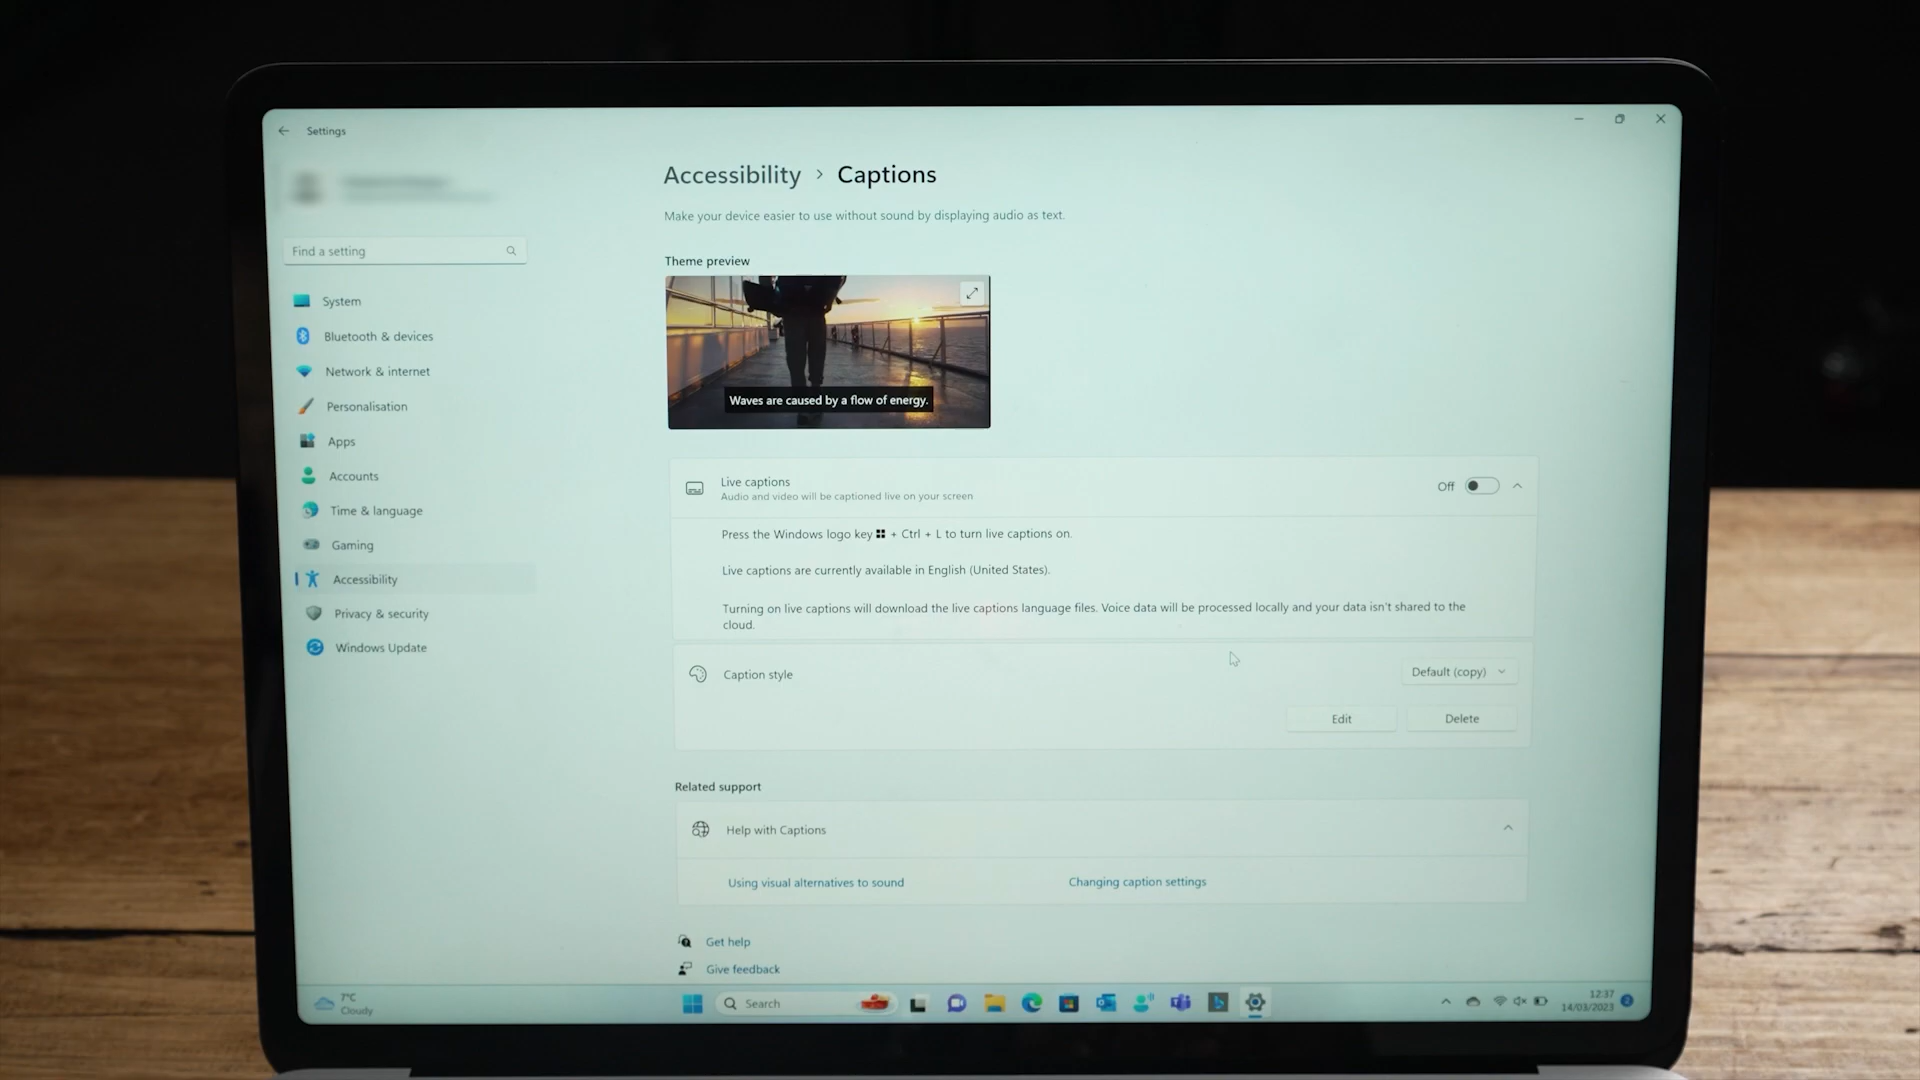 Settings
Find a setting
System
Bluetooth & devices
Network & internet
Personalisation
Apps
Accounts
Time & language
Gaming
Accessibility
Privacy & security
Windows Update
Accessibility > Captions
Make your device easier to use without sound by displaying audio as text.
Theme preview
Waves are caused by a flow of energy.
Live captions
Audio and video will be captioned live on your screen
Off
Press the Windows logo key + Ctrl + L to turn live captions on.
Live captions are currently available in English (United States).
Turning on live captions will download the live captions language files. Voice data will be processed locally and your data isn't shared to the
cloud.
Caption style
Default (copy)
Edit
Delete
Related support
Help with Captions
Using visual alternatives to sound
Changing caption settings
Get help
Give feedback
7°C
Cloudy
Search
12:37
14/03/2023
2